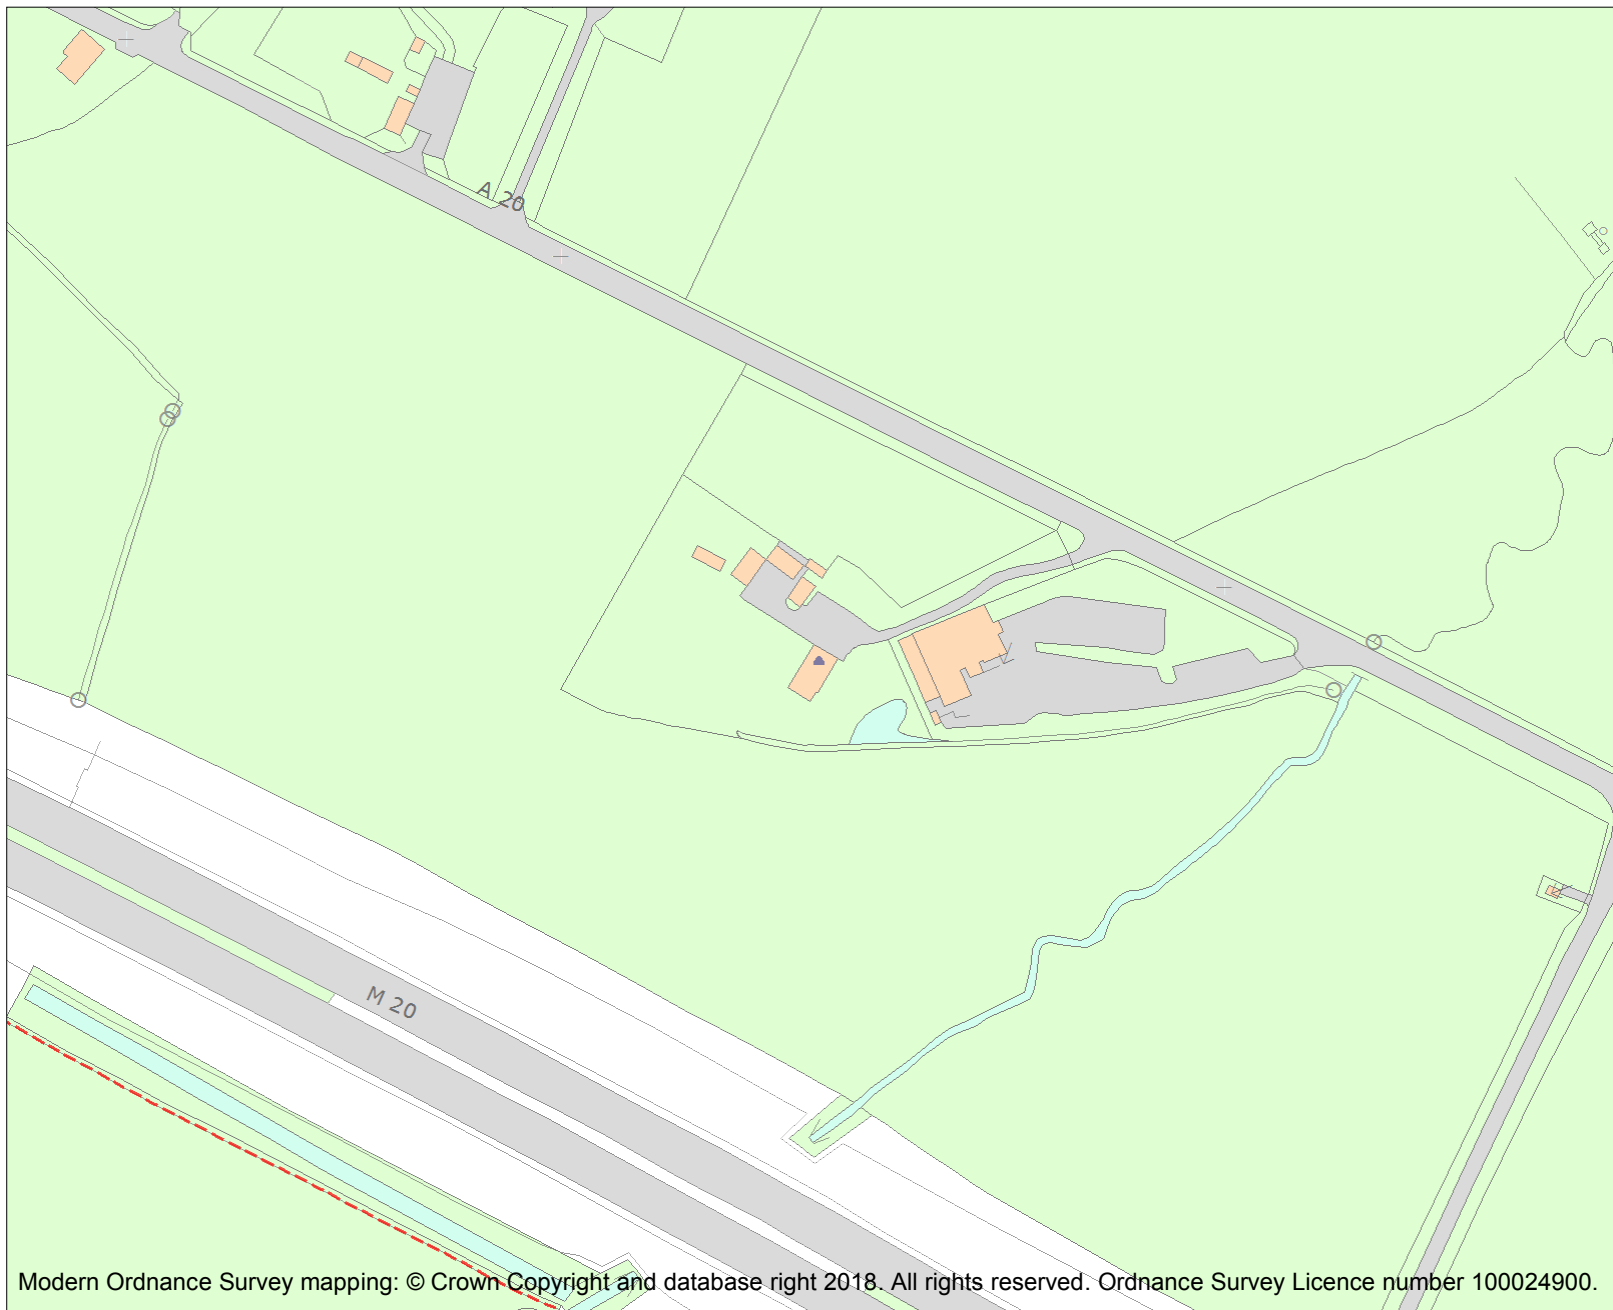 A 20
M 20
Modern Ordnance Survey mapping: © Crown Copyright and database right 2018. All rights reserved. Ordnance Survey Licence number 100024900.